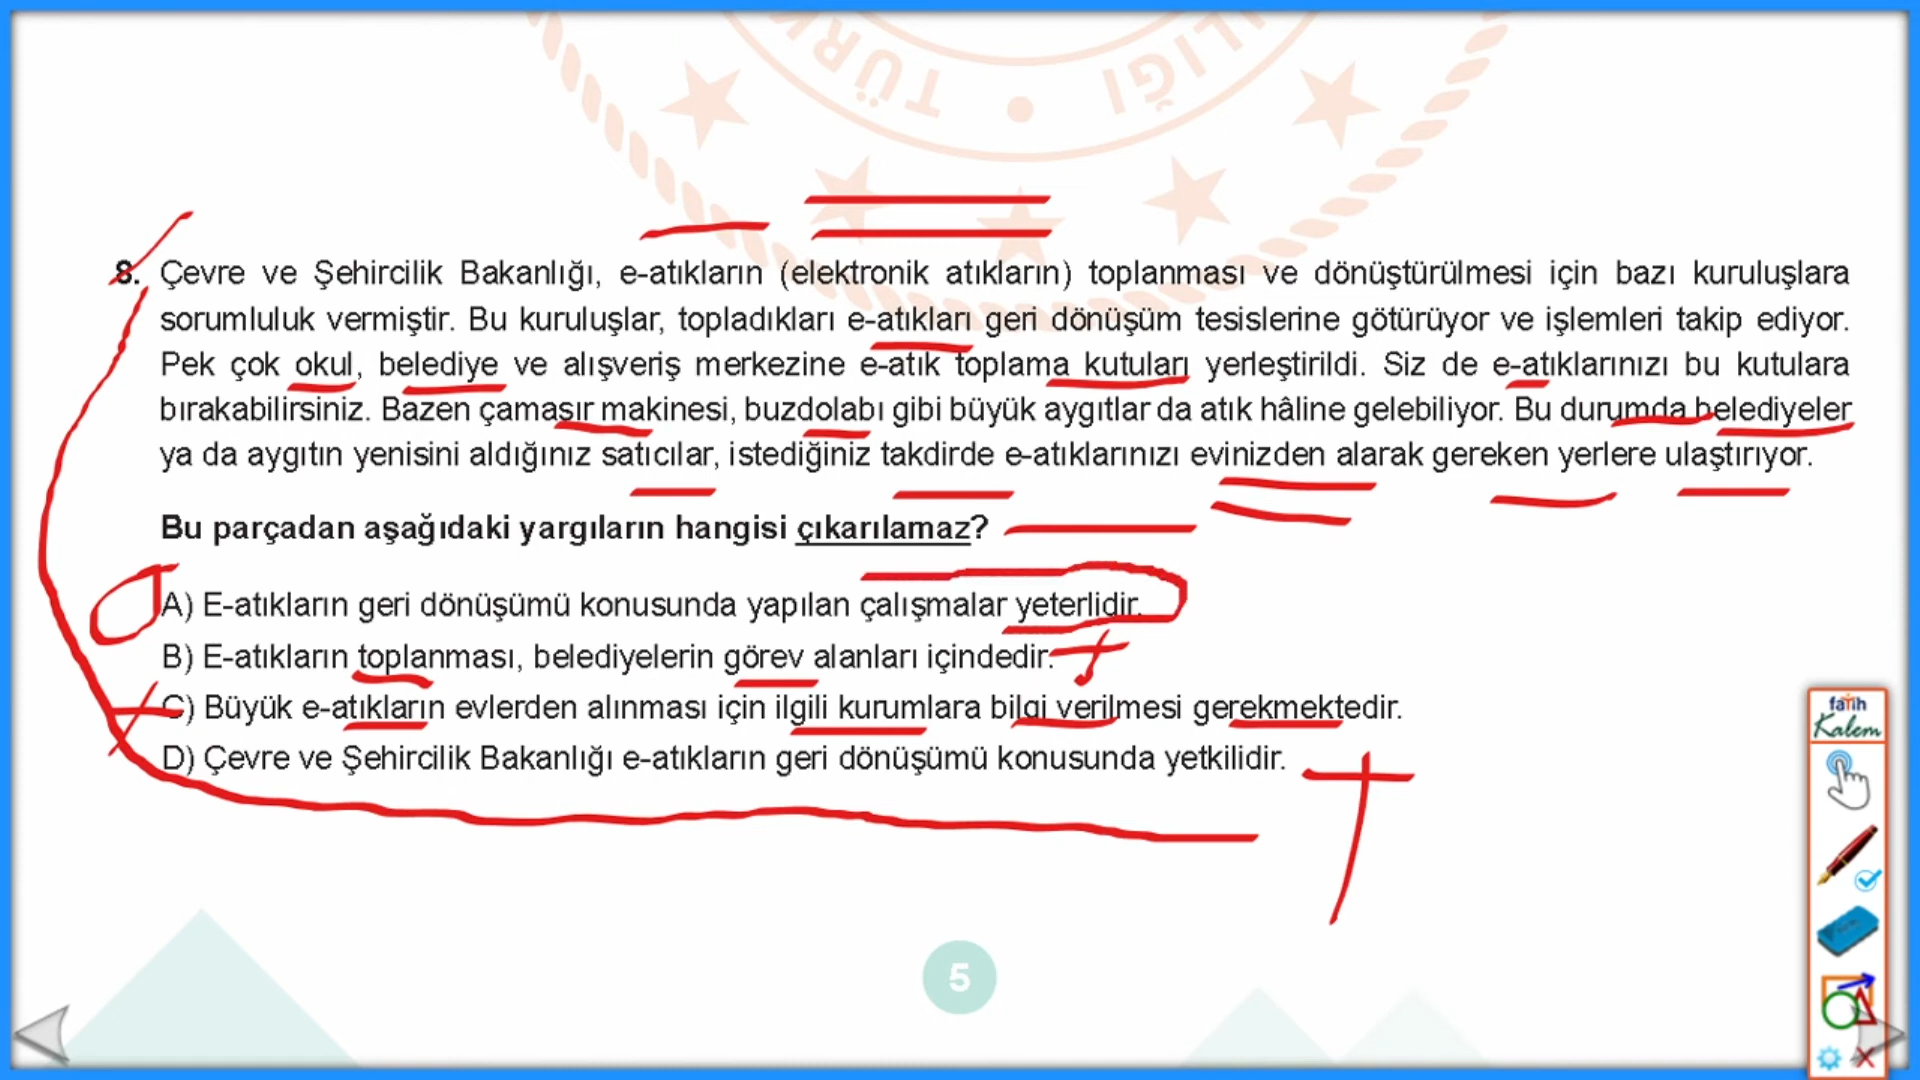 TÜRK
LIĞI
8. Çevre ve Şehircilik Bakanlığı, e-atıkların (elektronik atıkların) toplanması ve dönüştürülmesi için bazı kuruluşlara
sorumluluk vermiştir. Bu kuruluşlar, topladıkları e-atıkları geri dönüşüm tesislerine götürüyor ve işlemleri takip ediyor.
Pek çok okul, belediye ve alışveriş merkezine e-atık toplama kutuları yerleştirildi. Siz de e-atıklarınızı bu kutulara
bırakabilirsiniz. Bazen çamaşır makinesi, buzdolabı gibi büyük aygıtlar da atık hâline gelebiliyor. Bu durumda belediyeler
ya da aygıtın yenisini aldığınız satıcılar, istediğiniz takdirde e-atıklarınızı evinizden alarak gereken yerlere ulaştırıyor.
Bu parçadan aşağıdaki yargıların hangisi çıkarılamaz?
A) E-atıkların geri dönüşümü konusunda yapılan çalışmalar yeterlidir.
B) E-atıkların toplanması, belediyelerin görev alanları içindedir.
C) Büyük e-atıkların evlerden alınması için ilgili kurumlara bilgi verilmesi gerekmektedir.
D) Çevre ve Şehircilik Bakanlığı e-atıkların geri dönüşümü konusunda yetkilidir.
5
fatih
Kalem